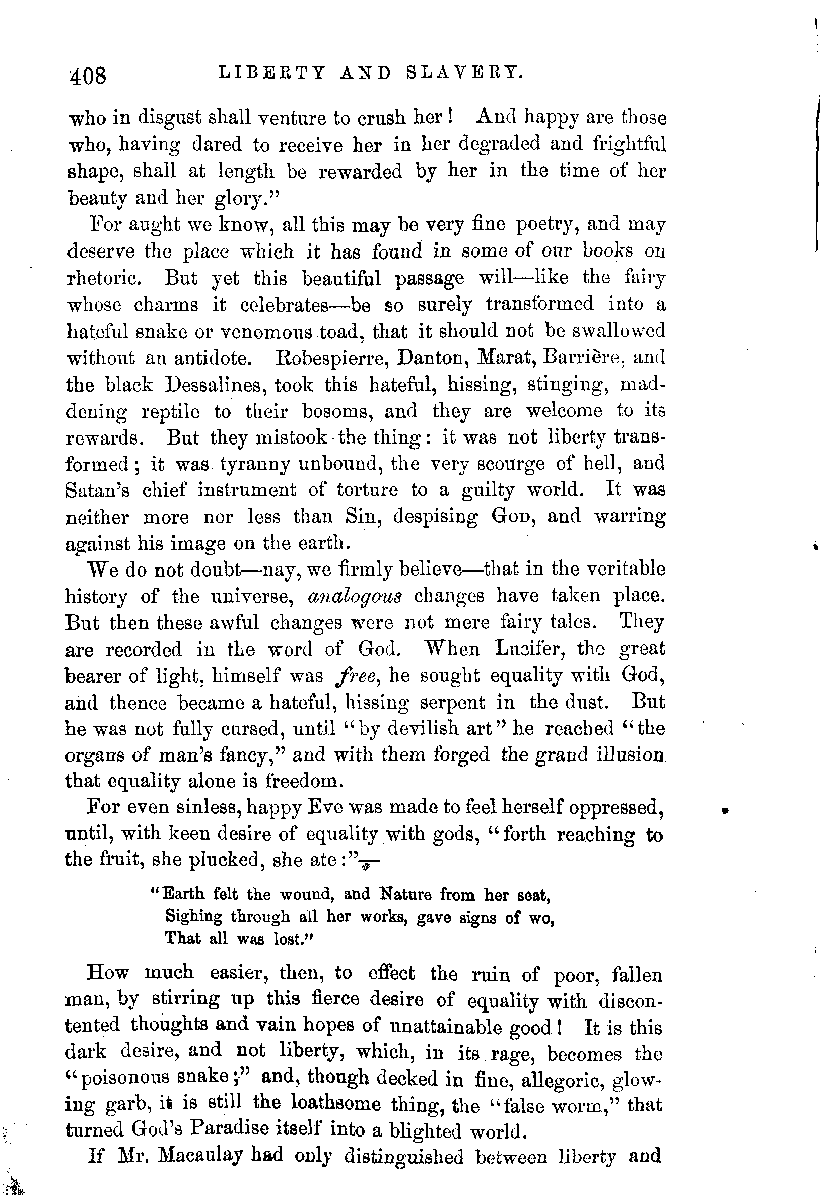 408 LIBERTY AND SLAVERY.
who in disgust shall venture to crush her! And happy are those
who, having dared to receive her in her degraded and frightful
shape, shall at length be rewarded by her in the time of her
beauty and her glory.”
For aught we know, all this may be very fine poetry, and may
deserve the place which it has found in some of our books on
rhetoric. But yet this beautiful passage will—like the fairy
whose charms it celebrates—be so surely transformed into a
hateful snake or venomous toad, that it should not be swallowed
without an antidote. Robespierre, Danton, Marat, Barrière, and
the black Dessalines, took this hateful, hissing, stinging, mad-
dening reptile to their bosoms, and they are welcome to its
rewards. But they mistook the thing: it was not liberty trans-
formed; it was tyranny unbound, the very scourge of hell, and
Satan’s chief instrument of torture to a guilty world. It was
neither more nor less than Sin, despising GOD, and warring
against his image on the earth.
We do not doubt—nay, we firmly believe—that in the veritable
history of the universe, analogous changes have taken place.
But then these awful changes were not mere fairy tales. They
are recorded in the word of God. When Lucifer, the great
bearer of light, himself was free, he sought equality with God,
and thence became a hateful, hissing serpent in the dust. But
he was not fully cursed, until “by devilish art” he reached “the
organs of man’s fancy,” and with them forged the grand illusion
that equality alone is freedom.
For even sinless, happy Eve was made to feel herself oppressed,
until, with keen desire of equality with gods, “forth reaching to
the fruit, she plucked, she ate:”—
“Earth felt the wound, and Nature from her seat,
Sighing through all her works, gave signs of wo,
That all was lost.”
How much easier, then, to effect the ruin of poor, fallen
man, by stirring up this fierce desire of equality with discon-
tented thoughts and vain hopes of unattainable good! It is this
dark desire, and not liberty, which, in its rage, becomes the
“poisonous snake;” and, though decked in fine, allegoric, glow-
ing garb, it is still the loathsome thing, the “false worm,” that
turned God’s Paradise itself into a blighted world.
If Mr. Macaulay had only distinguished between liberty and